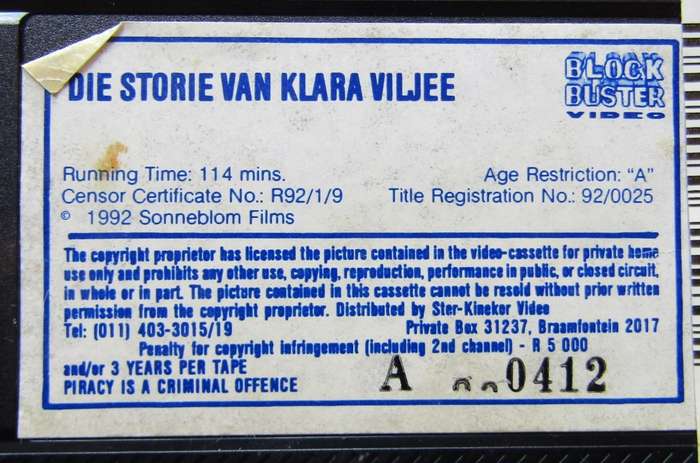 DIE STORIE VAN KLARA VILJEE
BLOCK
BUSTER
VIDEO
Running Time: 114 mins.
Age Restriction: "A"
Censor Certificate No.: R92/1/9
Title Registration No.: 92/0025
© 1992 Sonneblom Films
The copyright proprietor has licensed the picture contained in the video-cassette for private home
use only and prohibits any other use, copying, reproduction, performance in public, or closed circuit,
in whole or in part. The picture contained in this cassette cannot be resold without prior written
permission from the copyright proprietor. Distributed by Ster-Kinekor Video
Tel: (011) 403-3015/19
Private Box 31237, Braamfontein 2017
Penalty for copyright infringement (including 2nd channel) - R 5 000
and/or 3 YEARS PER TAPE
PIRACY IS A CRIMINAL OFFENCE
A 0412